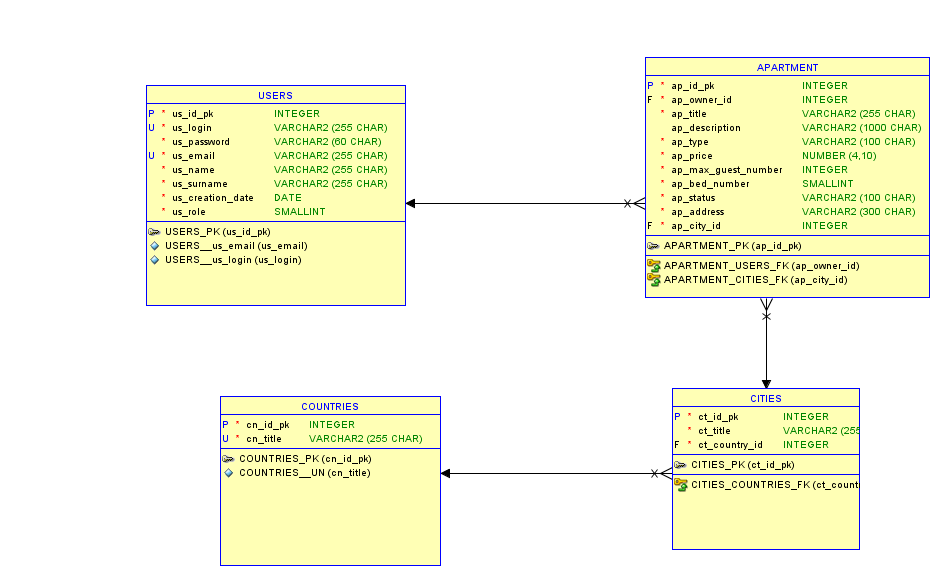 USERS
P * us_id_pk INTEGER
U * us_login VARCHAR2 (255 CHAR)
* us_password VARCHAR2 (60 CHAR)
U * us_email VARCHAR2 (255 CHAR)
* us_name VARCHAR2 (255 CHAR)
* us_surname VARCHAR2 (255 CHAR)
* us_creation_date DATE
* us_role SMALLINT
USERS_PK (us_id_pk)
USERS__us_email (us_email)
USERS__us_login (us_login)
APARTMENT
P * ap_id_pk INTEGER
F * ap_owner_id INTEGER
* ap_title VARCHAR2 (255 CHAR)
ap_description VARCHAR2 (1000 CHAR)
* ap_type VARCHAR2 (100 CHAR)
* ap_price NUMBER (4,10)
* ap_max_guest_number INTEGER
* ap_bed_number SMALLINT
* ap_status VARCHAR2 (100 CHAR)
* ap_address VARCHAR2 (300 CHAR)
F * ap_city_id INTEGER
APARTMENT_PK (ap_id_pk)
APARTMENT_USERS_FK (ap_owner_id)
APARTMENT_CITIES_FK (ap_city_id)
COUNTRIES
P * cn_id_pk INTEGER
U * cn_title VARCHAR2 (255 CHAR)
COUNTRIES_PK (cn_id_pk)
COUNTRIES__UN (cn_title)
CITIES
P * ct_id_pk INTEGER
* ct_title VARCHAR2 (255
F * ct_country_id INTEGER
CITIES_PK (ct_id_pk)
CITIES_COUNTRIES_FK (ct_count